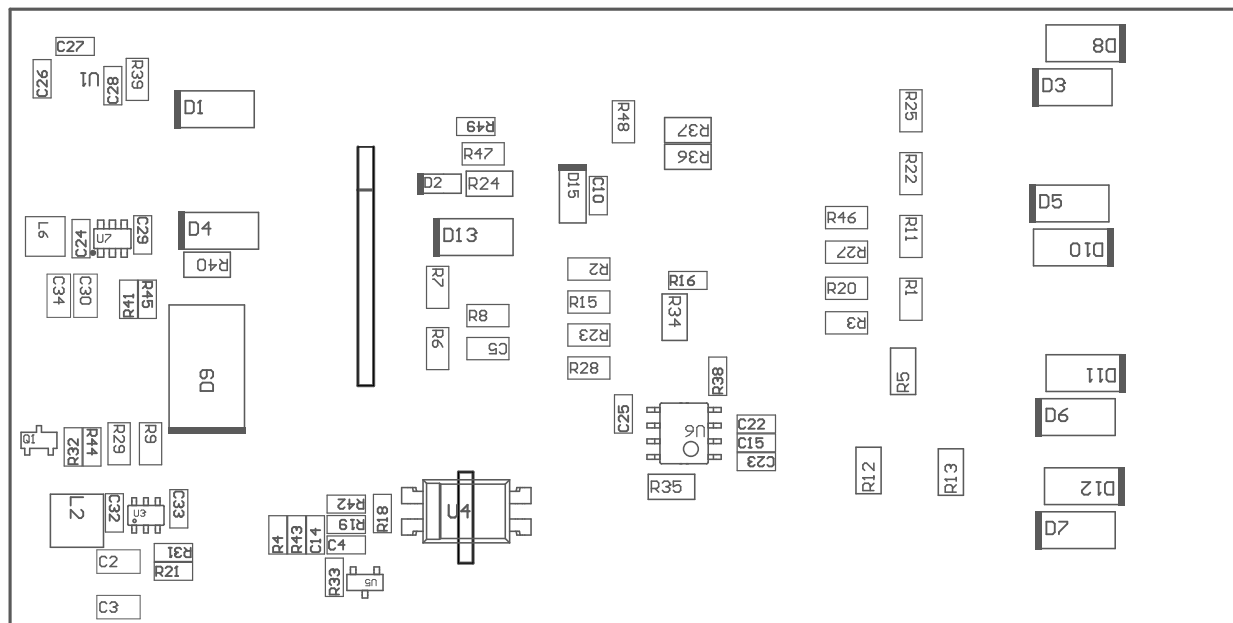 C27
D8
C26
U1
C28
R39
D3
D1
R25
R48
R49
R37
R36
R47
R22
D2
R24
D15
C10
D5
L6
C24
U7
C29
D4
D13
R46
R11
D10
R40
R27
C34
C30
R41
R45
R7
R2
R16
R20
R1
R15
R34
R8
R3
R6
R23
C5
R28
R38
R5
D11
D9
C25
U6
C22
C15
C23
D6
Q1
R32
R44
R29
R9
R35
R12
R13
D12
L2
C32
U3
C33
R42
R18
U4
D7
R4
R43
C14
R19
C4
C2
R31
R21
R33
U5
C3